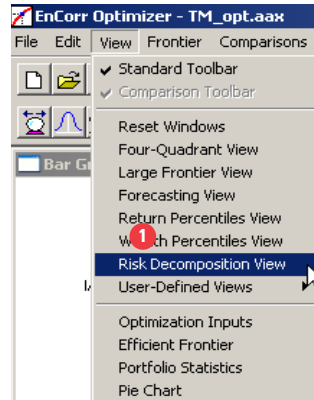 EnCorr Optimizer - TM_opt.aax
File Edit View Frontier Comparisons
Standard Toolbar
Comparison Toolbar
Reset Windows
Bar Gr
Four-Quadrant View
Large Frontier View
Forecasting View
Return Percentiles View
1
W th Percentiles View
Risk Decomposition View
User-Defined Views
Optimization Inputs
Efficient Frontier
Portfolio Statistics
Pie Chart